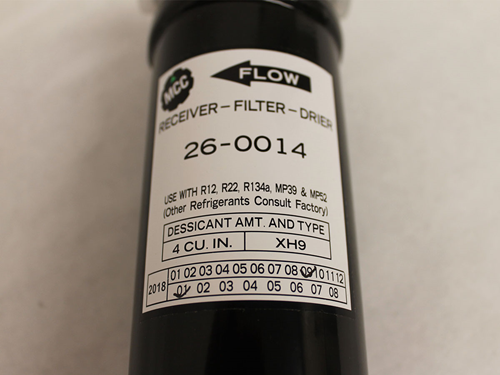 MCC
FLOW
RECEIVER-FILTER-DRIER
26-0014
USE WITH R12, R22, R134a, MP39 & MP52
(Other Refrigerants Consult Factory)
DESSICANT AMT. AND TYPE
4 CU. IN. XH9
2018 01 02 03 04 05 06 07 08 09 10 11 12
01 02 03 04 05 06 07 08